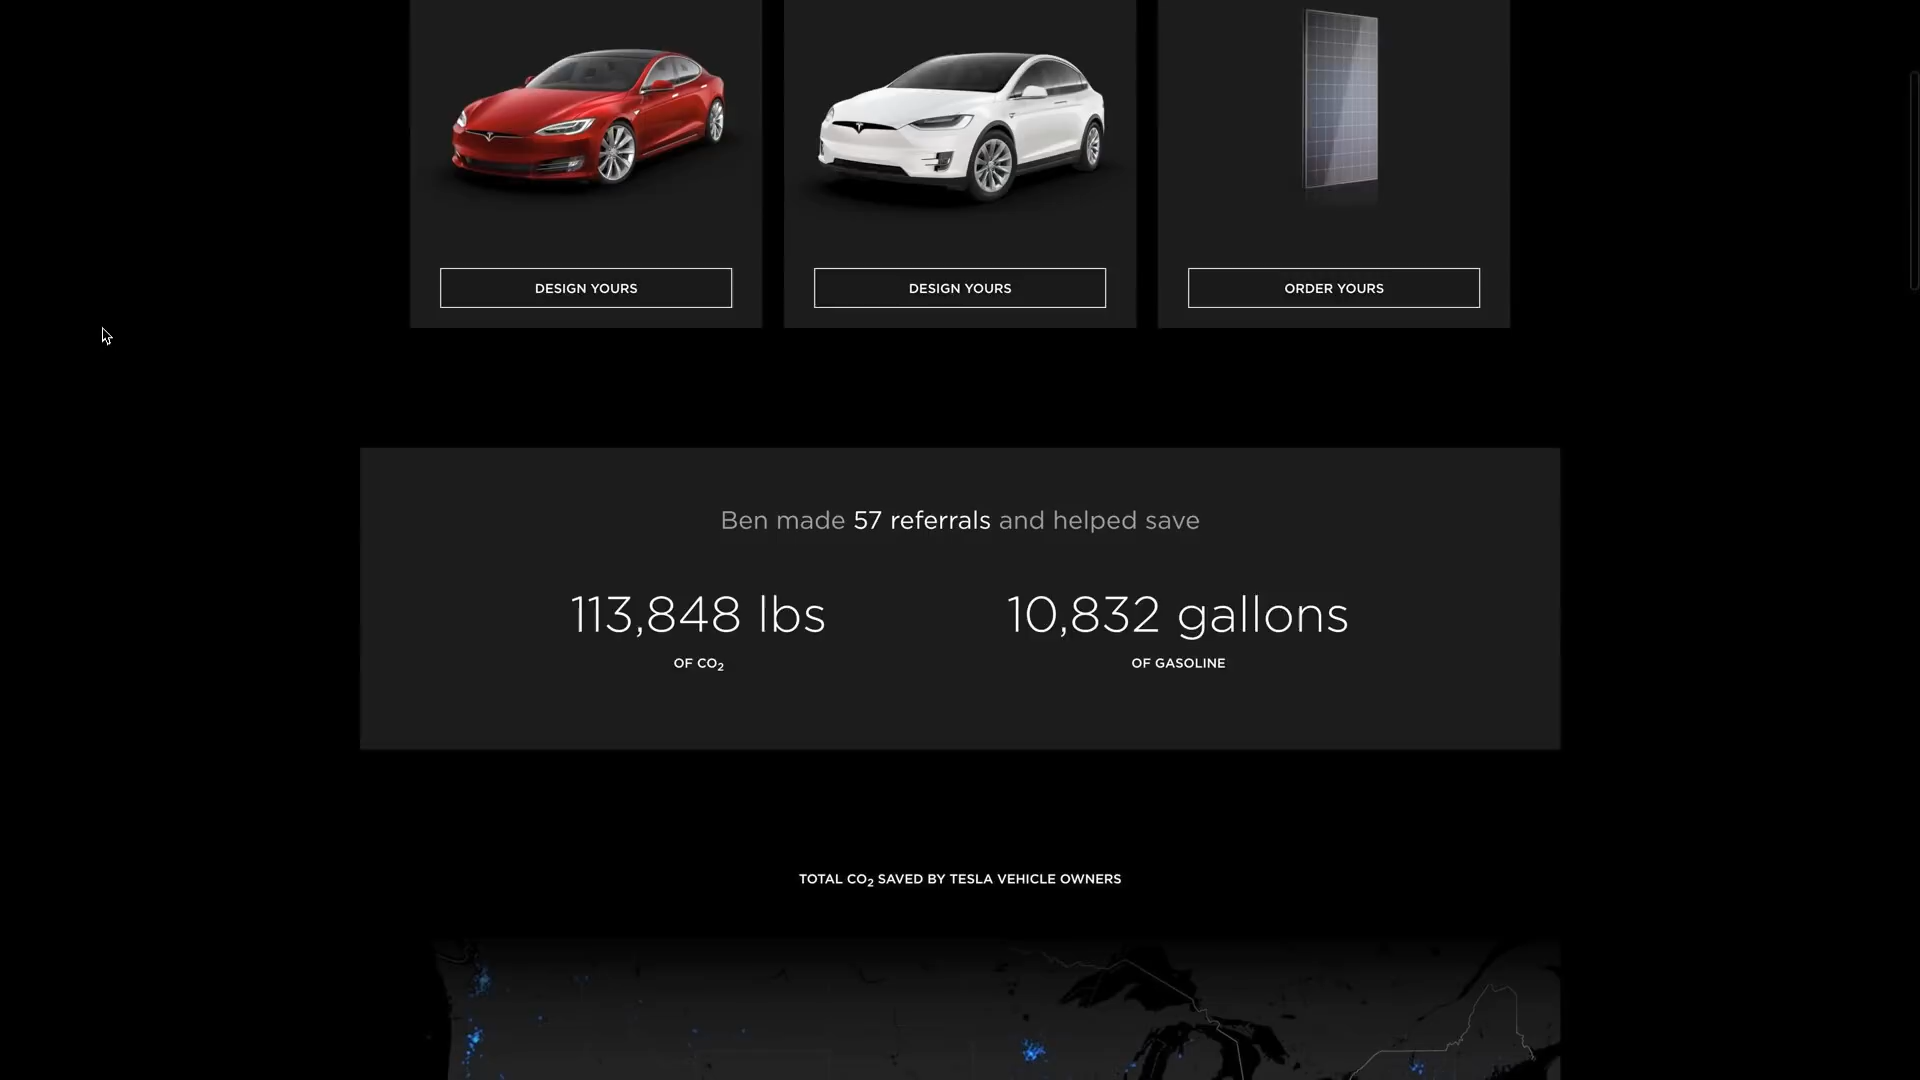 DESIGN YOURS
DESIGN YOURS
ORDER YOURS
Ben made 57 referrals and helped save
113,848 lbs
OF CO₂
10,832 gallons
OF GASOLINE
TOTAL CO₂ SAVED BY TESLA VEHICLE OWNERS